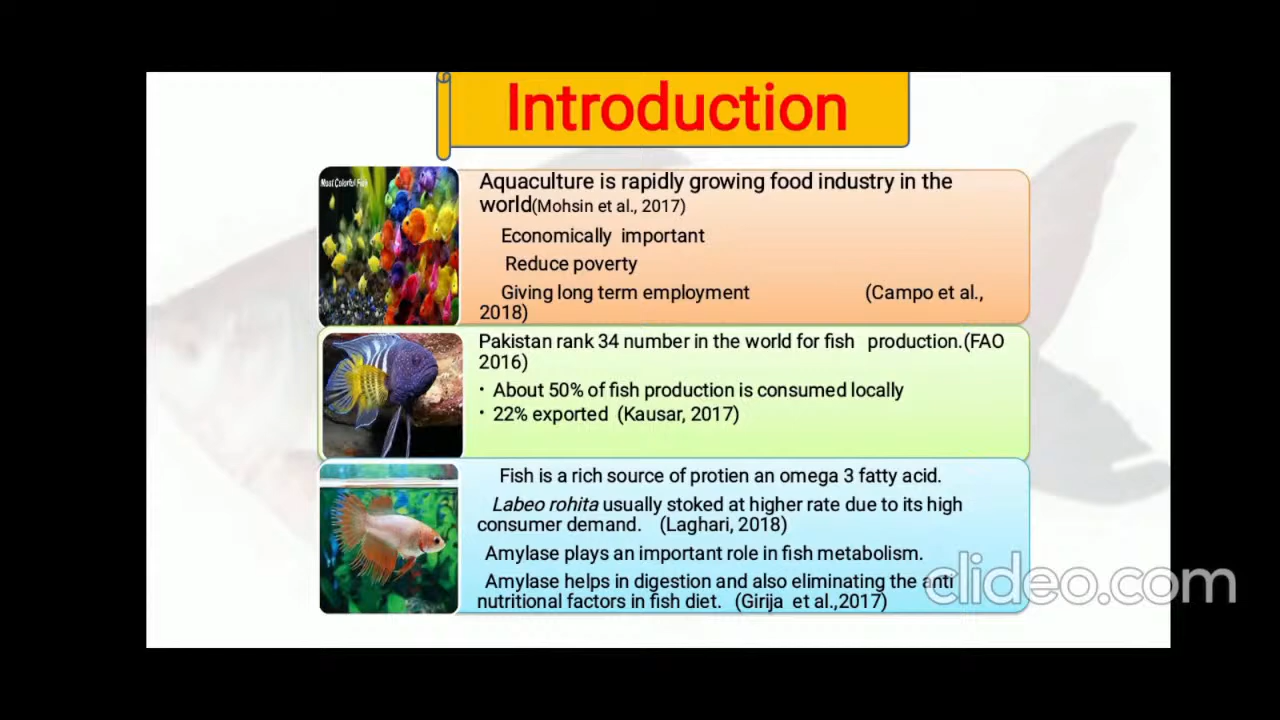 Introduction
Most Colorful Fish
Aquaculture is rapidly growing food industry in the
world(Mohsin et al., 2017)
Economically important
Reduce poverty
Giving long term employment (Campo et al.,
2018)
Pakistan rank 34 number in the world for fish production.(FAO
2016)
• About 50% of fish production is consumed locally
• 22% exported (Kausar, 2017)
Fish is a rich source of protien an omega 3 fatty acid.
Labeo rohita usually stoked at higher rate due to its high
consumer demand. (Laghari, 2018)
Amylase plays an important role in fish metabolism.
Amylase helps in digestion and also eliminating the anti
nutritional factors in fish diet. (Girija et al.,2017)
clideo.com